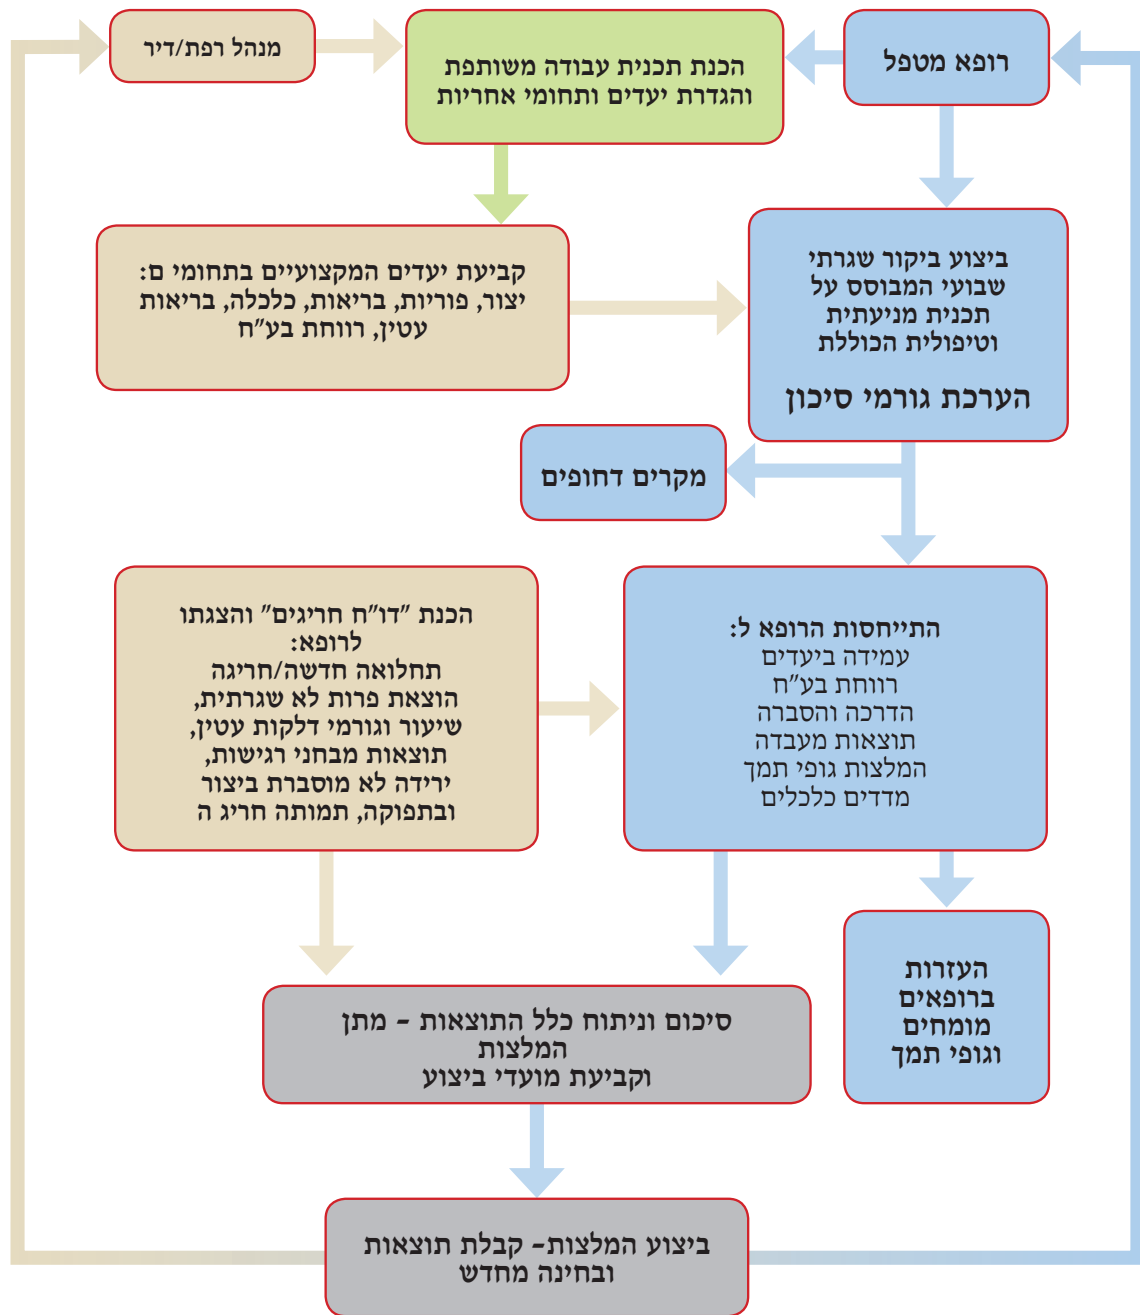 רופא מטפל
הכנת תכנית עבודה משותפת
והגדרת יעדים ותחומי אחריות
מנהל רפת/דיר
ביצוע ביקור שגרתי
שבועי המבוסס על
תכנית מניעתית
וטיפולית הכוללת
הערכת גורמי סיכון
קביעת יעדים המקצועיים בתחומי ם:
יצור, פוריות, בריאות, כלכלה, בריאות
עטין, רווחת בע"ח
מקרים דחופים
התייחסות הרופא ל:
עמידה ביעדים
רווחת בע"ח
הדרכה והסברה
תוצאות מעבדה
המלצות גופי תמך
מדדים כלכלים
הכנת "דו"ח חריגים" והצגתו
לרופא:
תחלואה חדשה/חריגה
הוצאת פרות לא שגרתית,
שיעור וגורמי דלקות עטין,
תוצאות מבחני רגישות,
ירידה לא מוסברת ביצור
ובתפוקה, תמותה חריג ה
העזרות
ברופאים
מומחים
וגופי תמך
סיכום וניתוח כלל התוצאות - מתן
המלצות
וקביעת מועדי ביצוע
ביצוע המלצות- קבלת תוצאות
ובחינה מחדש